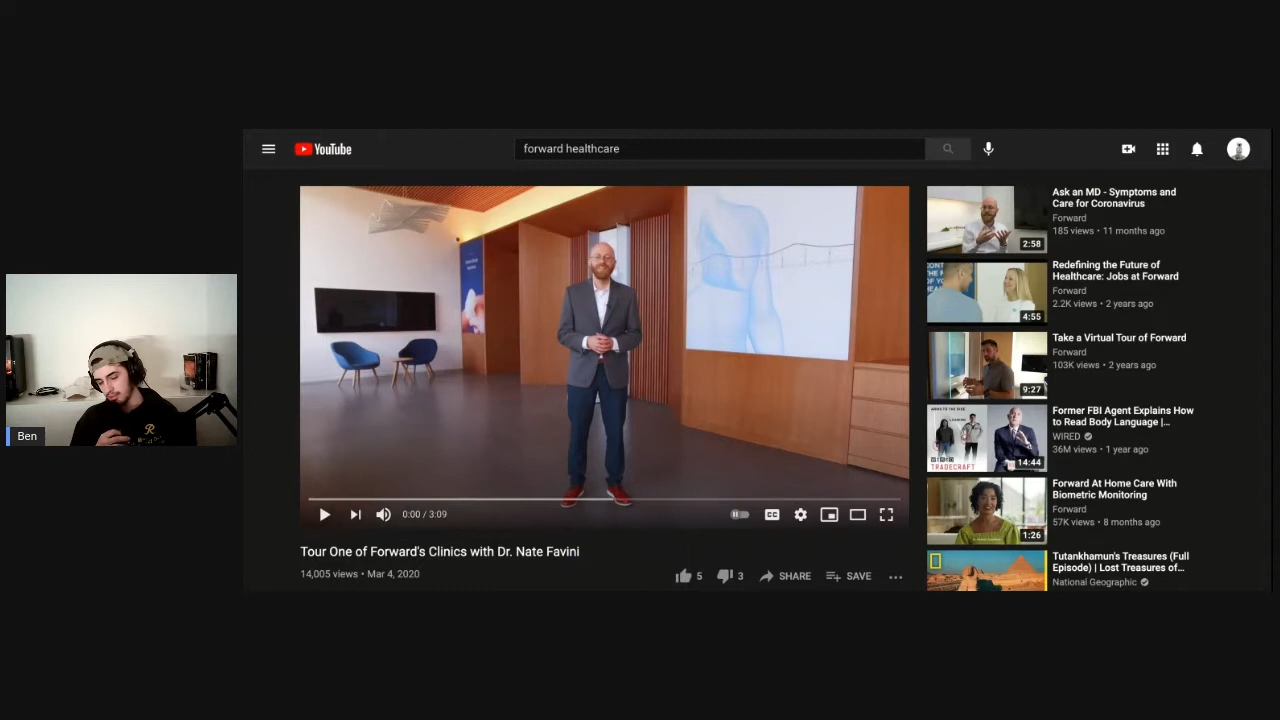 YouTube
forward healthcare
Ben
0:00 / 3:09
CC
Tour One of Forward's Clinics with Dr. Nate Favini
14,005 views • Mar 4, 2020
5
3
SHARE
SAVE
Ask an MD - Symptoms and
Care for Coronavirus
Forward
185 views • 11 months ago
2:58
Redefining the Future of
Healthcare: Jobs at Forward
Forward
2.2K views • 2 years ago
4:55
Take a Virtual Tour of Forward
Forward
103K views • 2 years ago
9:27
Former FBI Agent Explains How
to Read Body Language |...
WIRED
36M views • 1 year ago
TRADECRAFT
14:44
Forward At Home Care With
Biometric Monitoring
Forward
57K views • 8 months ago
1:26
Tutankhamun's Treasures (Full
Episode) | Lost Treasures of...
National Geographic